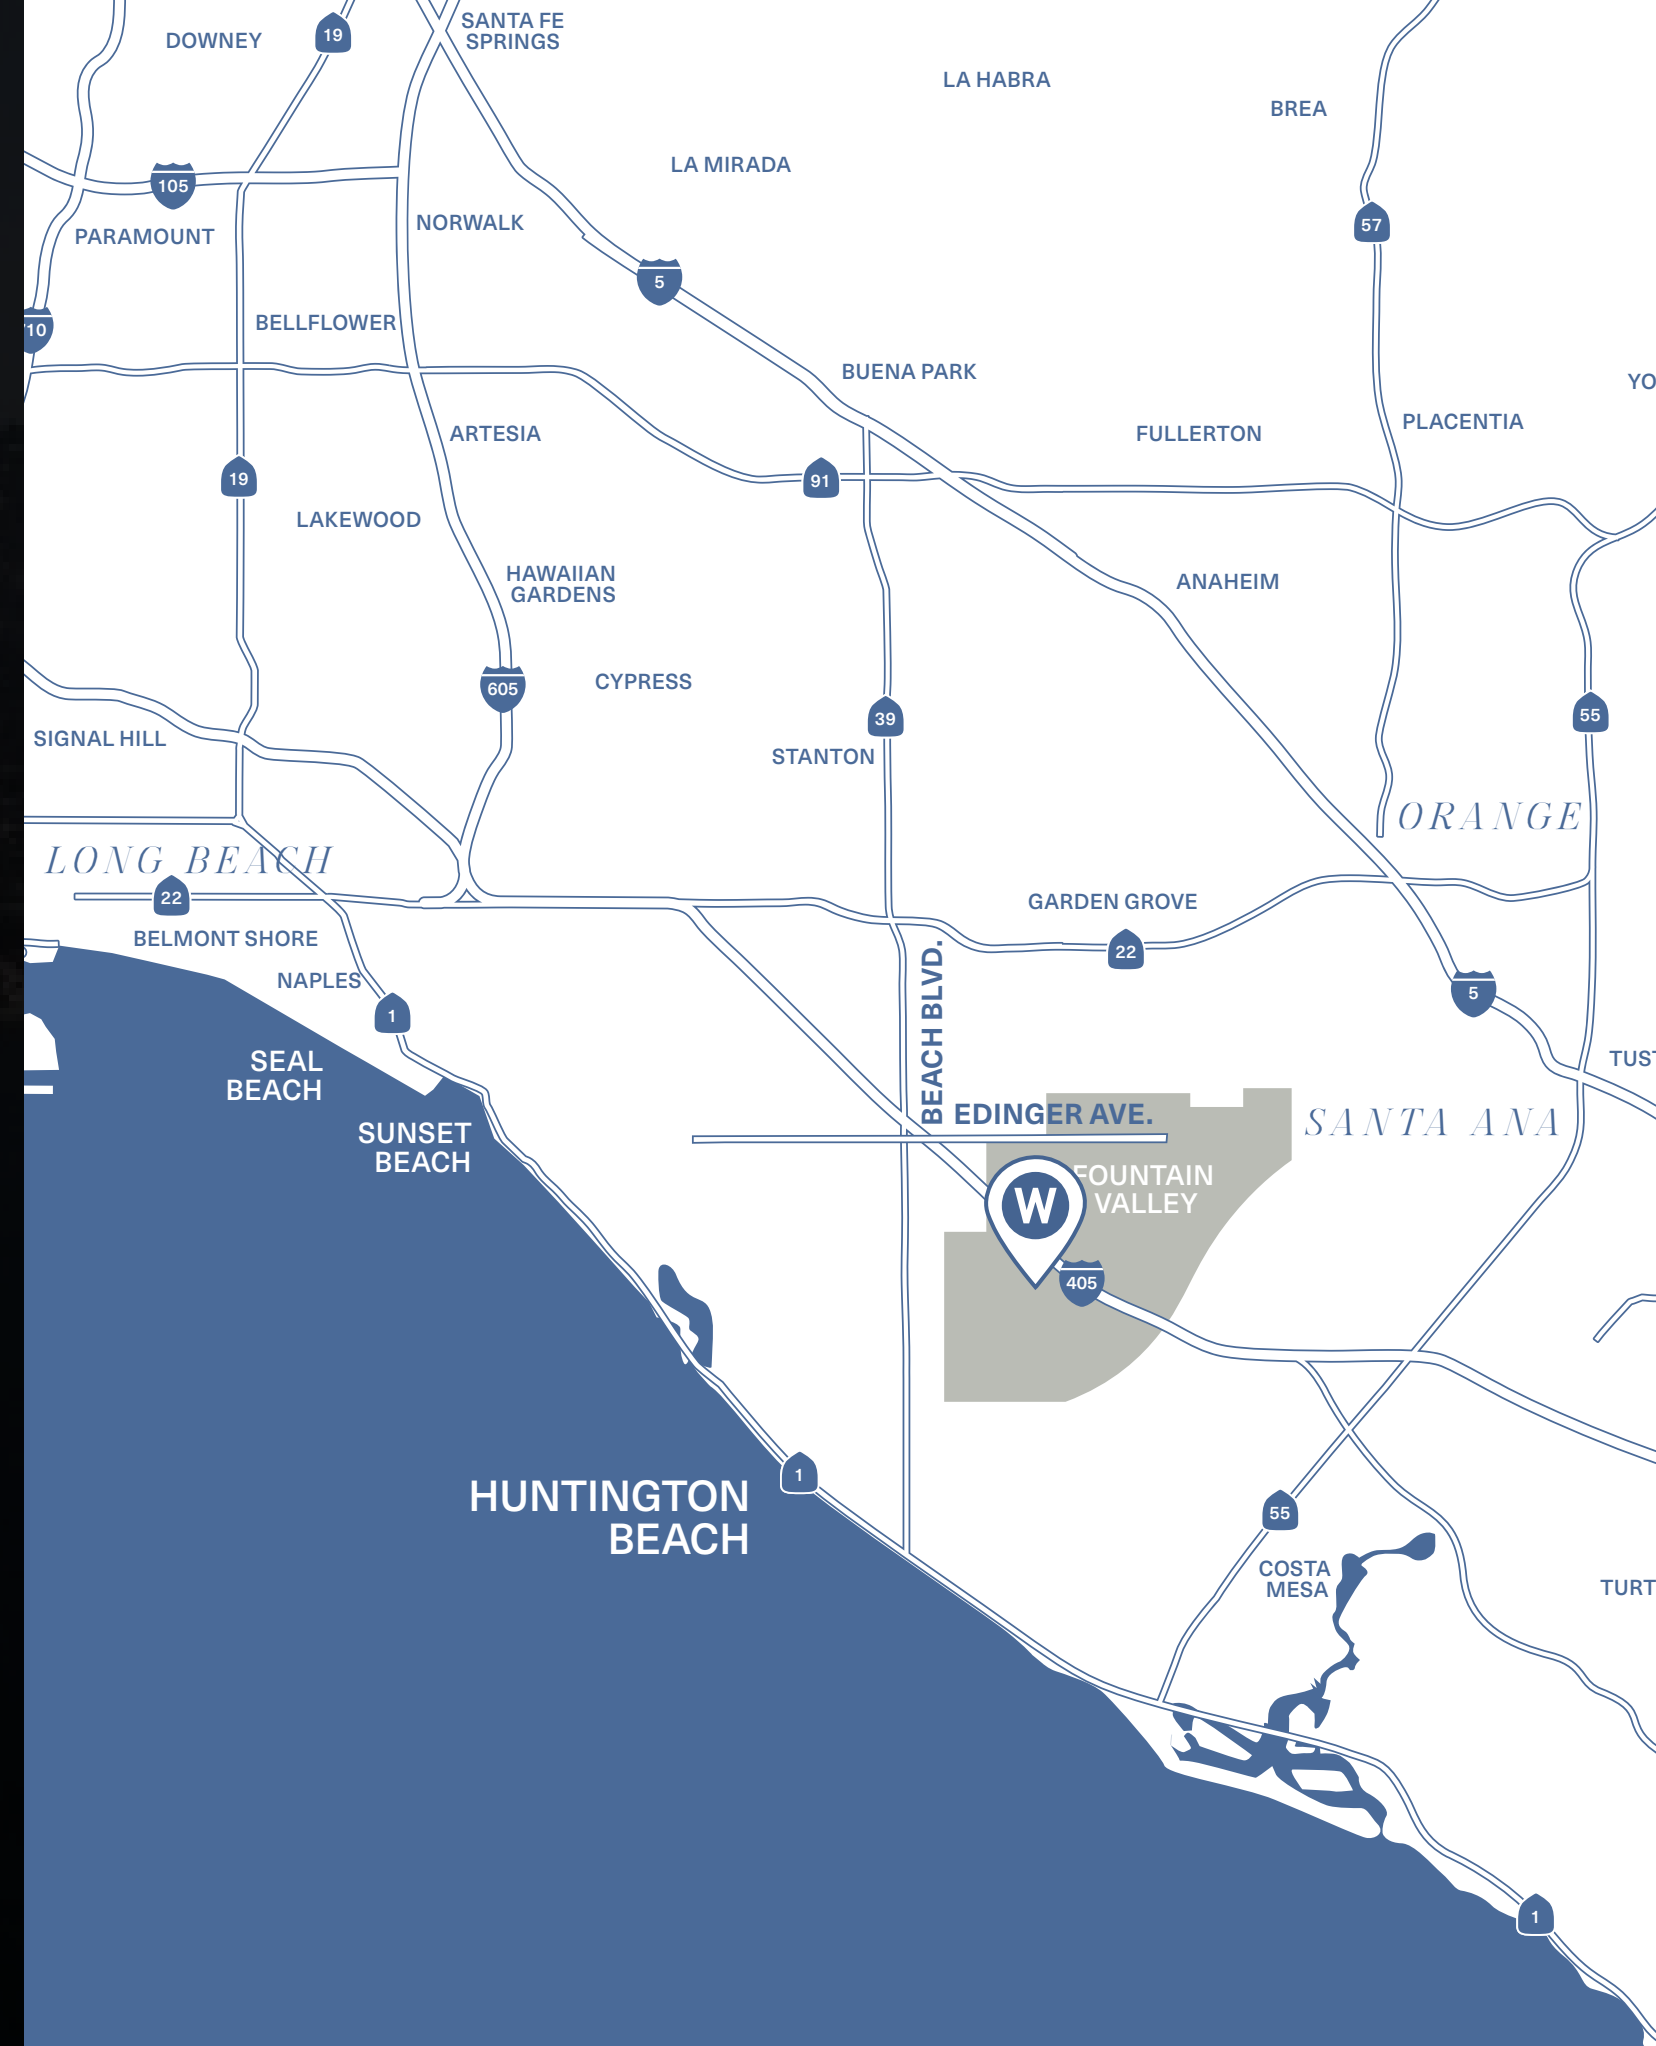 SANTA FE
SPRINGS
19
DOWNEY
LA HABRA
BREA
LA MIRADA
105
NORWALK
57
PARAMOUNT
5
BELLFLOWER
10
BUENA PARK
YO
PLACENTIA
ARTESIA
FULLERTON
19
91
LAKEWOOD
HAWAIIAN
GARDENS
ANAHEIM
CYPRESS
605
39
55
SIGNAL HILL
STANTON
ORANGE
LONG BEACH
22
GARDEN GROVE
BELMONT SHORE
22
NAPLES
5
1
BEACH BLVD.
SEAL
BEACH
TUST
EDINGER AVE.
SANTA ANA
SUNSET
BEACH
FOUNTAIN
VALLEY
W
405
1
HUNTINGTON
BEACH
55
COSTA
MESA
TURT
1